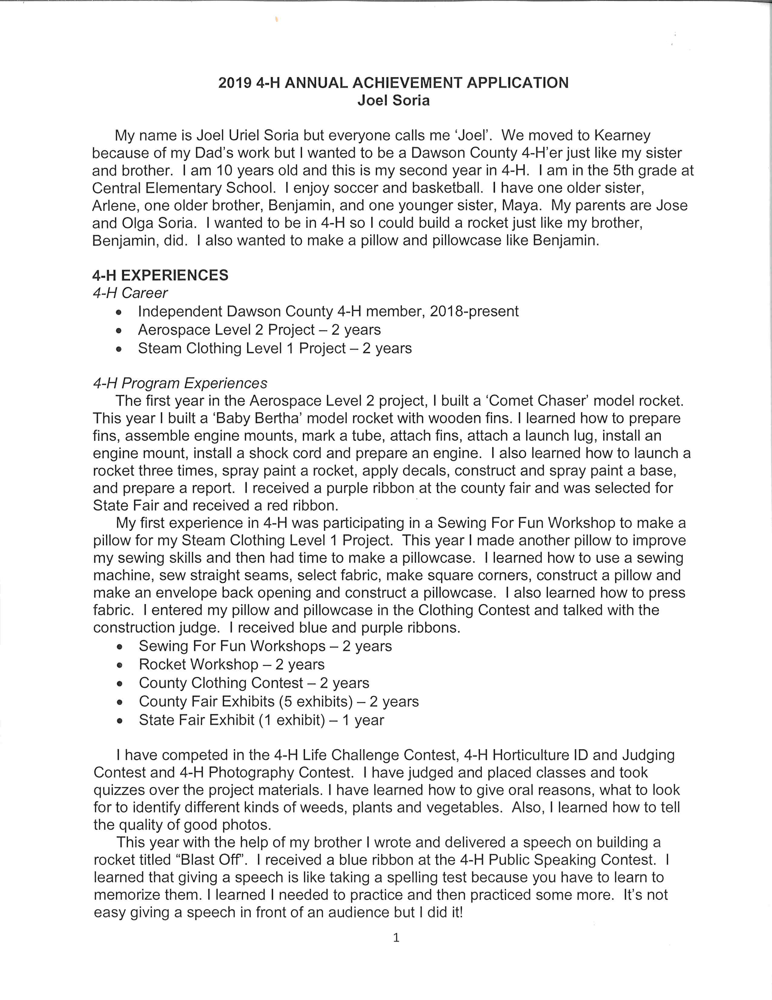 2019 4-H ANNUAL ACHIEVEMENT APPLICATION
Joel Soria
My name is Joel Uriel Soria but everyone calls me ‘Joel’. We moved to Kearney
because of my Dad’s work but I wanted to be a Dawson County 4-H’er just like my sister
and brother. I am 10 years old and this is my second year in 4-H. I am in the 5th grade at
Central Elementary School. I enjoy soccer and basketball. I have one older sister,
Arlene, one older brother, Benjamin, and one younger sister, Maya. My parents are Jose
and Olga Soria. I wanted to be in 4-H so I could build a rocket just like my brother,
Benjamin, did. I also wanted to make a pillow and pillowcase like Benjamin.
4-H EXPERIENCES
4-H Career
• Independent Dawson County 4-H member, 2018-present
• Aerospace Level 2 Project – 2 years
• Steam Clothing Level 1 Project – 2 years
4-H Program Experiences
The first year in the Aerospace Level 2 project, I built a ‘Comet Chaser’ model rocket.
This year I built a ‘Baby Bertha’ model rocket with wooden fins. I learned how to prepare
fins, assemble engine mounts, mark a tube, attach fins, attach a launch lug, install an
engine mount, install a shock cord and prepare an engine. I also learned how to launch a
rocket three times, spray paint a rocket, apply decals, construct and spray paint a base,
and prepare a report. I received a purple ribbon at the county fair and was selected for
State Fair and received a red ribbon.
My first experience in 4-H was participating in a Sewing For Fun Workshop to make a
pillow for my Steam Clothing Level 1 Project. This year I made another pillow to improve
my sewing skills and then had time to make a pillowcase. I learned how to use a sewing
machine, sew straight seams, select fabric, make square corners, construct a pillow and
make an envelope back opening and construct a pillowcase. I also learned how to press
fabric. I entered my pillow and pillowcase in the Clothing Contest and talked with the
construction judge. I received blue and purple ribbons.
• Sewing For Fun Workshops – 2 years
• Rocket Workshop – 2 years
• County Clothing Contest – 2 years
• County Fair Exhibits (5 exhibits) – 2 years
• State Fair Exhibit (1 exhibit) – 1 year
I have competed in the 4-H Life Challenge Contest, 4-H Horticulture ID and Judging
Contest and 4-H Photography Contest. I have judged and placed classes and took
quizzes over the project materials. I have learned how to give oral reasons, what to look
for to identify different kinds of weeds, plants and vegetables. Also, I learned how to tell
the quality of good photos.
This year with the help of my brother I wrote and delivered a speech on building a
rocket titled “Blast Off”. I received a blue ribbon at the 4-H Public Speaking Contest. I
learned that giving a speech is like taking a spelling test because you have to learn to
memorize them. I learned I needed to practice and then practiced some more. It’s not
easy giving a speech in front of an audience but I did it!
1